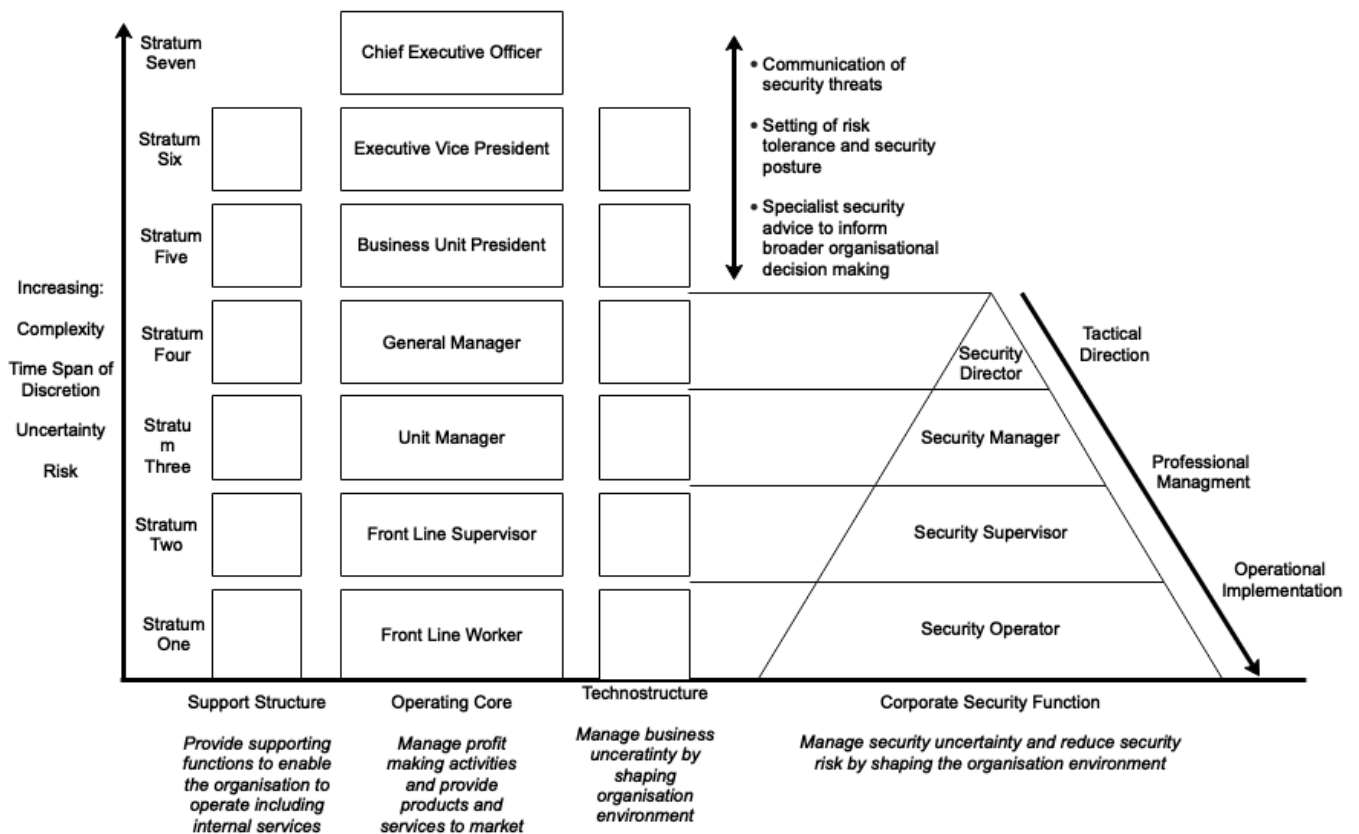 Stratum
Seven
Chief Executive Officer
• Communication of
security threats
Stratum
Six
Executive Vice President
• Setting of risk
tolerance and security
posture
Stratum
Five
Business Unit President
• Specialist security
advice to inform
broader organisational
decision making
Increasing:
Complexity
Time Span of
Discretion
Uncertainty
Risk
Stratum
Four
General Manager
Security
Director
Tactical
Direction
Stratu
m
Three
Unit Manager
Security Manager
Professional
Managment
Stratum
Two
Front Line Supervisor
Security Supervisor
Operational
Implementation
Stratum
One
Front Line Worker
Security Operator
Support Structure
Provide supporting
functions to enable
the organisation to
operate including
internal services
Operating Core
Manage profit
making activities
and provide
products and
services to market
Technostructure
Manage business
unceratinty by
shaping
organisation
environment
Corporate Security Function
Manage security uncertainty and reduce security
risk by shaping the organisation environment